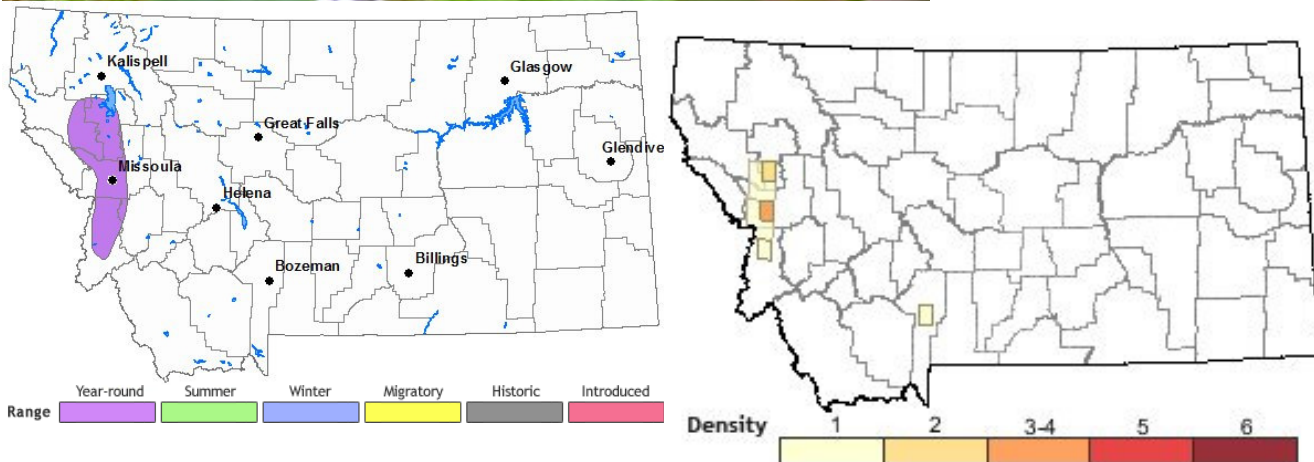 Kalispell
Glasgow
Great Falls
Glendive
Missoula
Helena
Bozeman
Billings
Year-round Summer Winter Migratory Historic Introduced
Range
Density 1 2 3-4 5 6